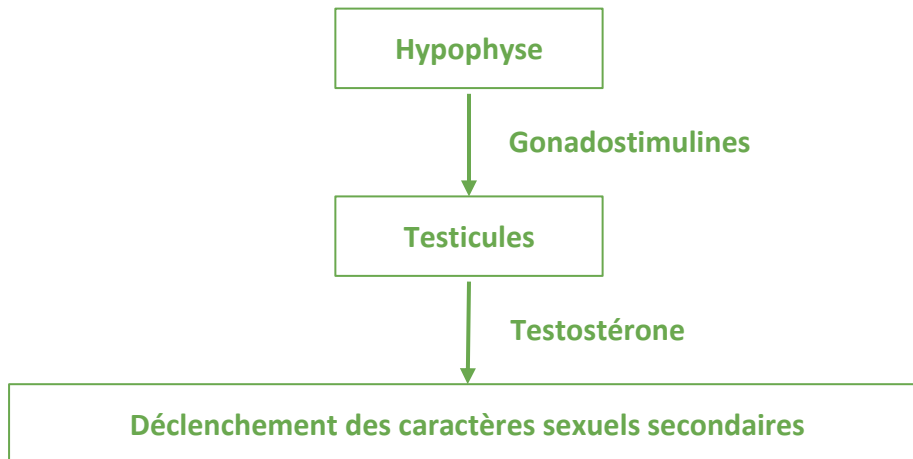 Hypophyse
Gonadostimulines
Testicules
Testostérone
Déclenchement des caractères sexuels secondaires